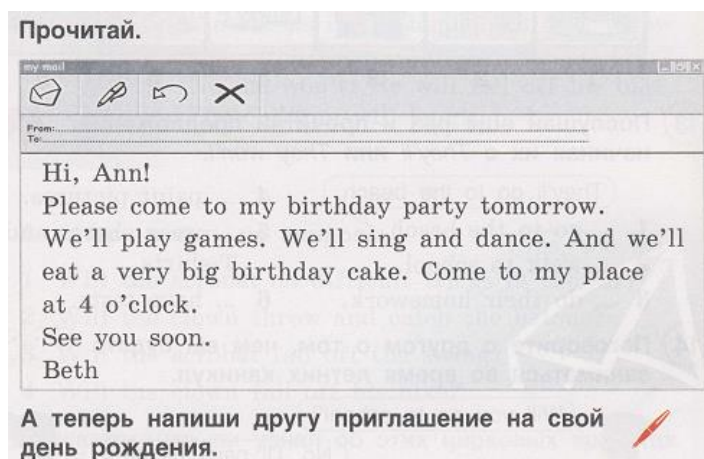 Прочитай.
my mail
From:
To:
Hi, Ann!
Please come to my birthday party tomorrow.
We'll play games. We'll sing and dance. And we'll
eat a very big birthday cake. Come to my place
at 4 o'clock.
See you soon.
Beth
А теперь напиши другу приглашение на свой
день рождения.